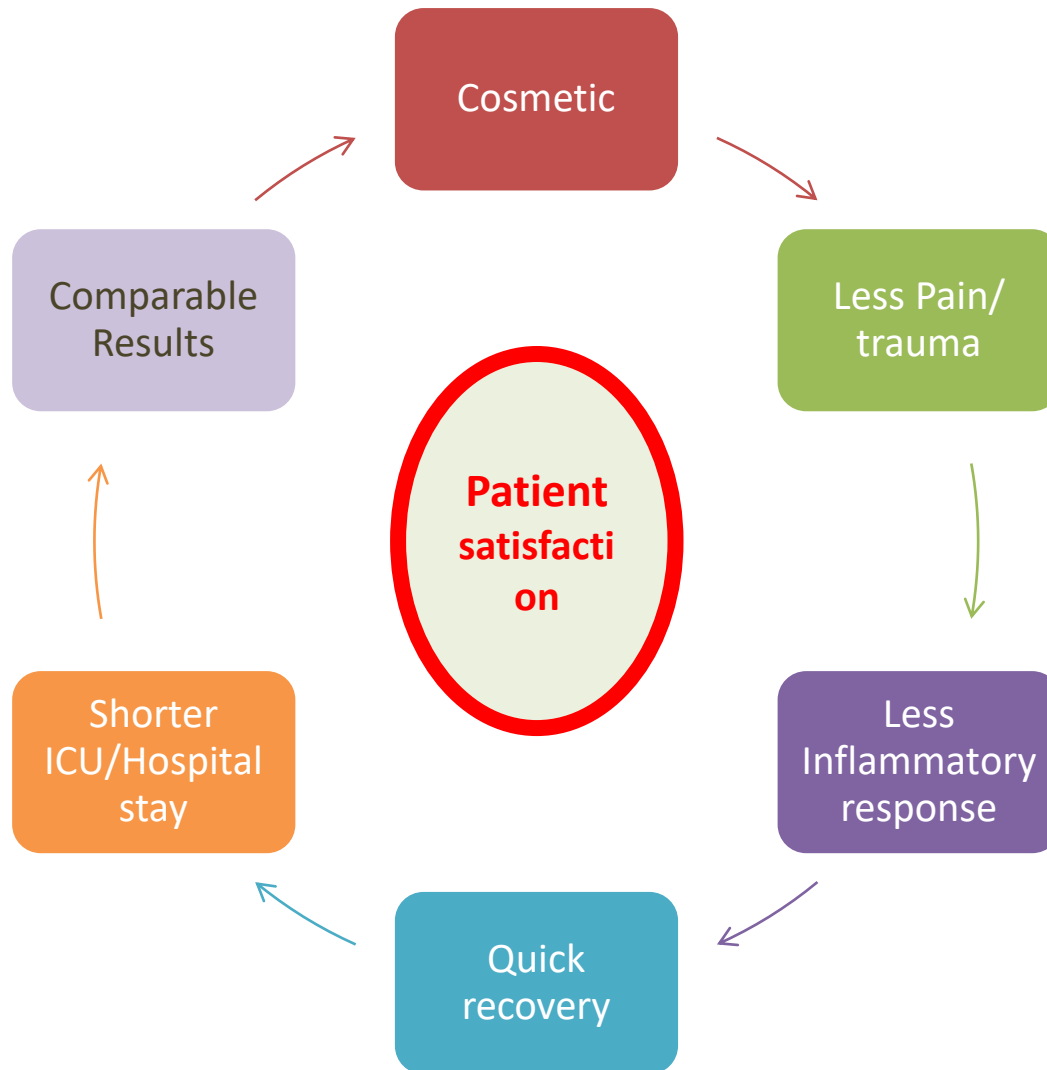 Cosmetic
Less Pain/
trauma
Less
Inflammatory
response
Quick
recovery
Shorter
ICU/Hospital
stay
Comparable
Results
Patient
satisfacti
on